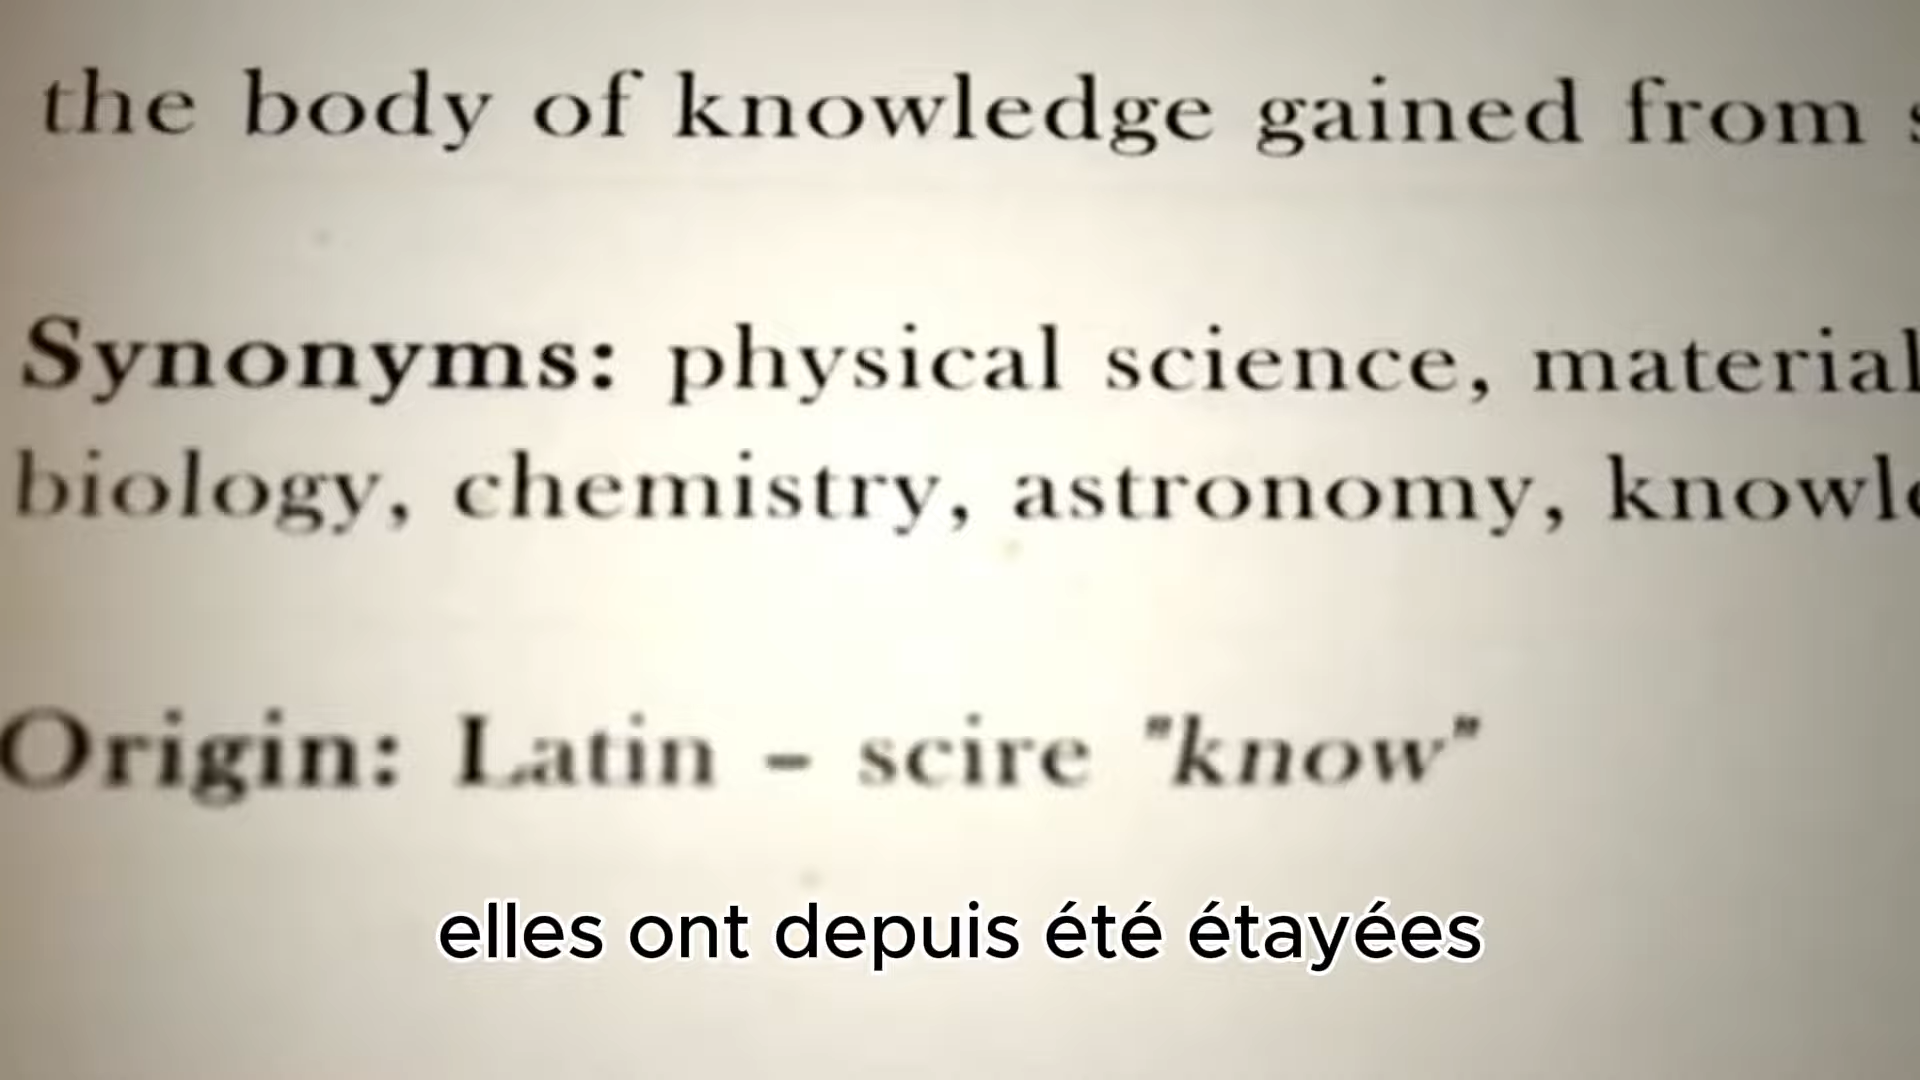 the body of knowledge gained from
Synonyms: physical science, material
biology, chemistry, astronomy,
Origin: Latin - scire "know"
elles ont depuis été étayées